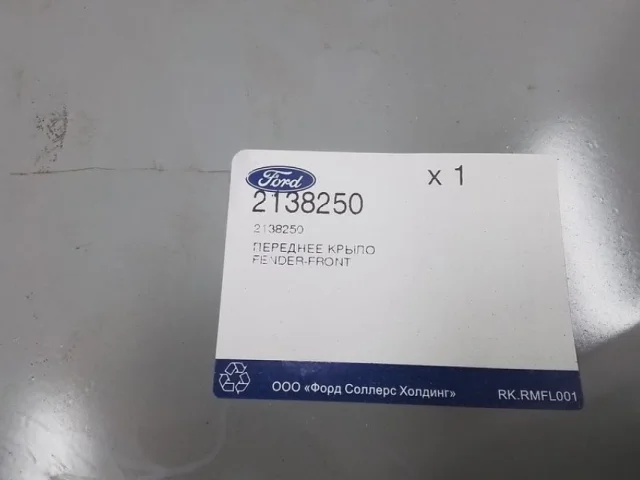 Ford
x 1
2138250
2138250
ПЕРЕДНЕЕ КРЫЛО
FENDER-FRONT
ООО «Форд Соллерс Холдинг»
RK.RMFL001